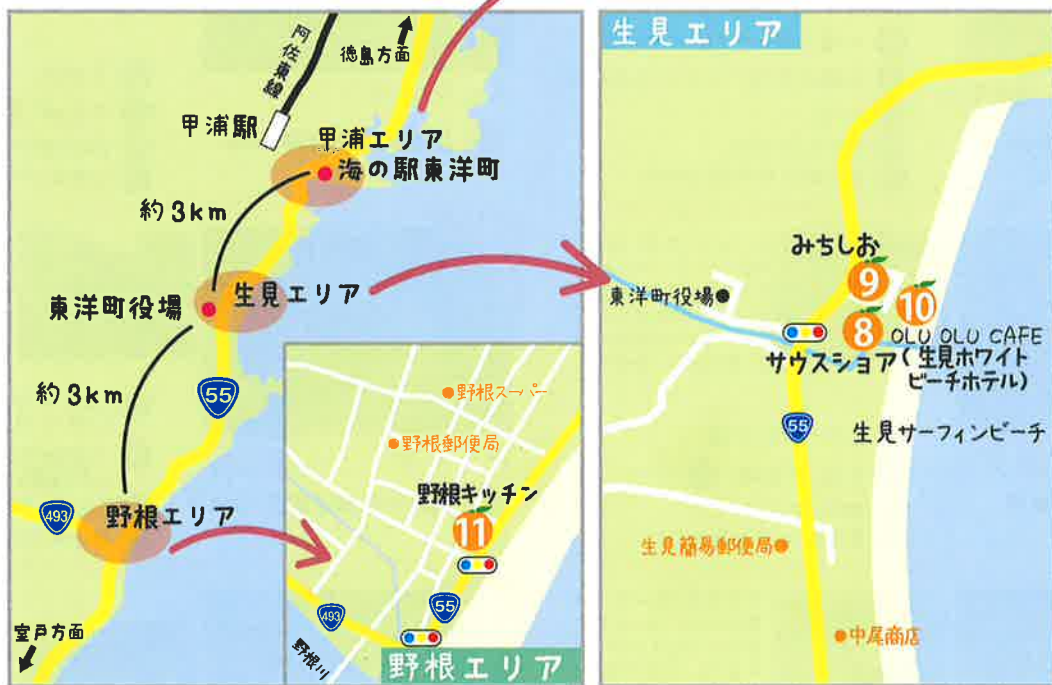 阿佐東線
徳島方面
甲浦駅
甲浦エリア
海の駅東洋町
約3km
生見エリア
東洋町役場
約3km
55
493
野根エリア
室戸方面
野根スーパー
野根郵便局
野根キッチン
11
493
55
野根川
野根エリア
生見エリア
みちしお
9
東洋町役場
10
8
OLU OLU CAFE
サウスショア(生見ホワイト
ビーチホテル)
55
生見サーフィンビーチ
生見簡易郵便局
中尾商店